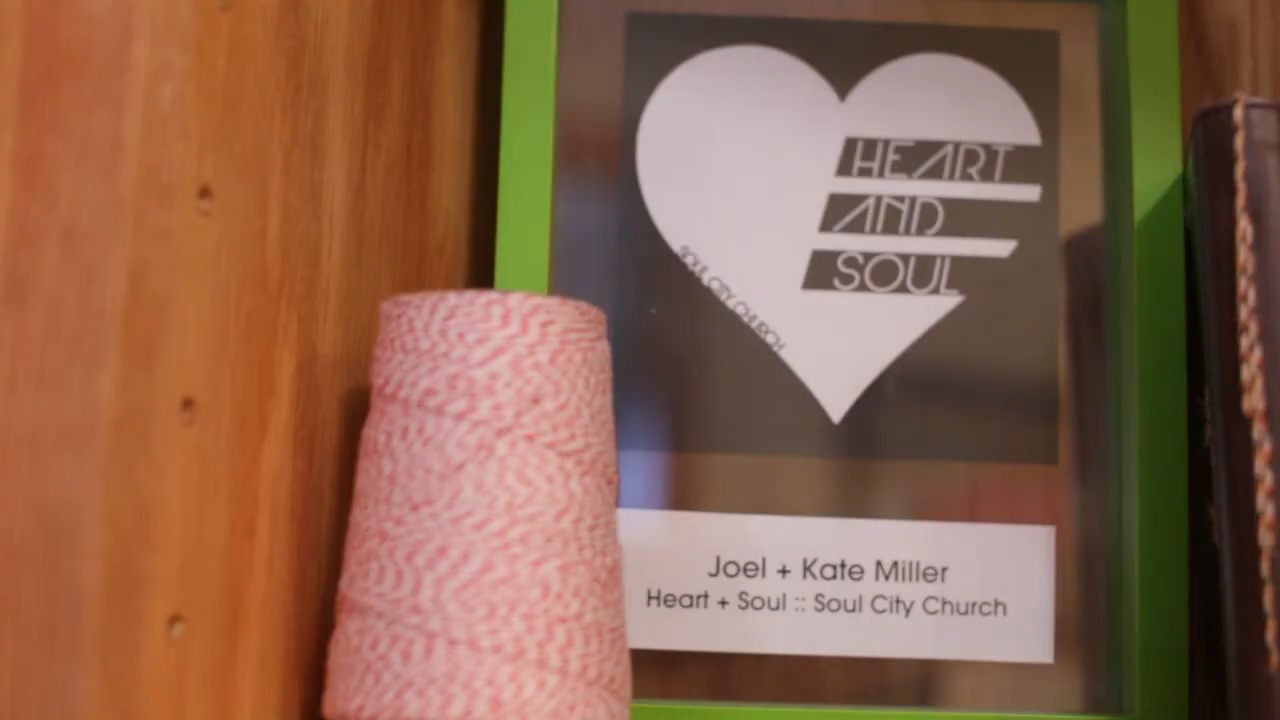 HEART
AND
SOUL
SOUL CITY CHURCH
Joel + Kate Miller
Heart + Soul :: Soul City Church